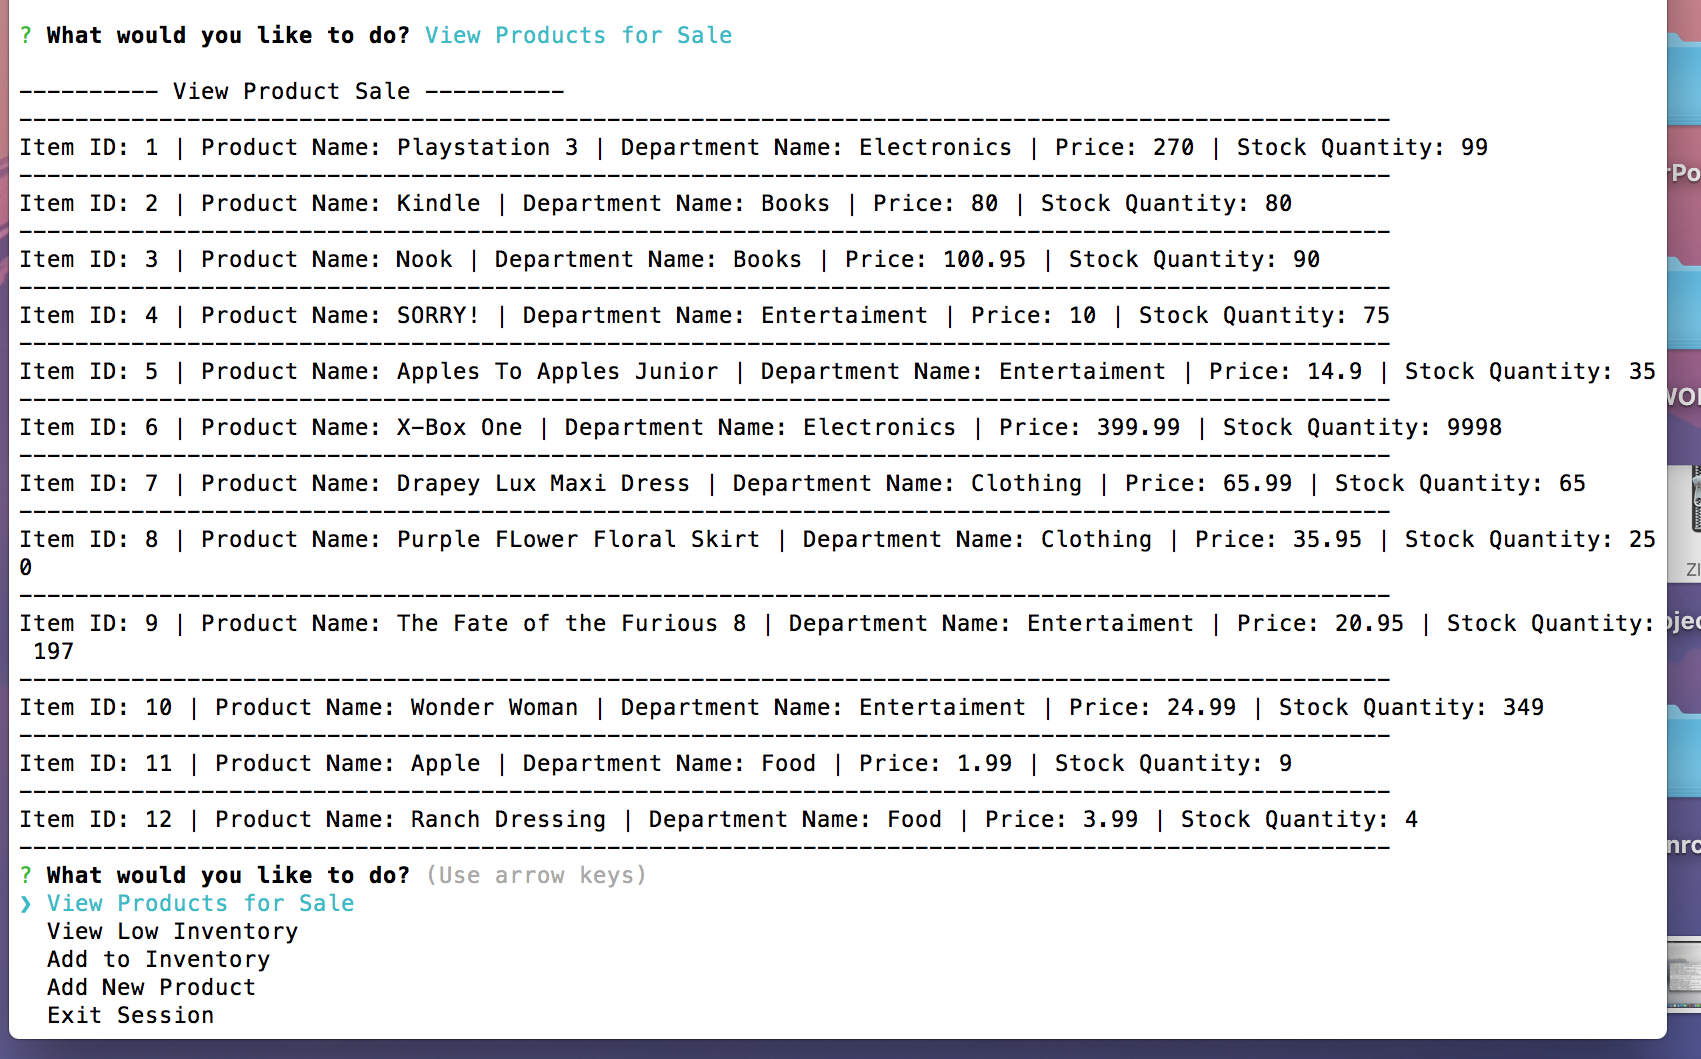 ? What would you like to do? View Products for Sale
---------- View Product Sale ----------
--------------------------------------------------------------------------------------------------
Item ID: 1 | Product Name: Playstation 3 | Department Name: Electronics | Price: 270 | Stock Quantity: 99
--------------------------------------------------------------------------------------------------
Item ID: 2 | Product Name: Kindle | Department Name: Books | Price: 80 | Stock Quantity: 80
--------------------------------------------------------------------------------------------------
Item ID: 3 | Product Name: Nook | Department Name: Books | Price: 100.95 | Stock Quantity: 90
--------------------------------------------------------------------------------------------------
Item ID: 4 | Product Name: SORRY! | Department Name: Entertaiment | Price: 10 | Stock Quantity: 75
--------------------------------------------------------------------------------------------------
Item ID: 5 | Product Name: Apples To Apples Junior | Department Name: Entertaiment | Price: 14.9 | Stock Quantity: 35
--------------------------------------------------------------------------------------------------
Item ID: 6 | Product Name: X-Box One | Department Name: Electronics | Price: 399.99 | Stock Quantity: 9998
--------------------------------------------------------------------------------------------------
Item ID: 7 | Product Name: Drapey Lux Maxi Dress | Department Name: Clothing | Price: 65.99 | Stock Quantity: 65
--------------------------------------------------------------------------------------------------
Item ID: 8 | Product Name: Purple FLower Floral Skirt | Department Name: Clothing | Price: 35.95 | Stock Quantity: 25
0
--------------------------------------------------------------------------------------------------
Item ID: 9 | Product Name: The Fate of the Furious 8 | Department Name: Entertaiment | Price: 20.95 | Stock Quantity:
197
--------------------------------------------------------------------------------------------------
Item ID: 10 | Product Name: Wonder Woman | Department Name: Entertaiment | Price: 24.99 | Stock Quantity: 349
--------------------------------------------------------------------------------------------------
Item ID: 11 | Product Name: Apple | Department Name: Food | Price: 1.99 | Stock Quantity: 9
--------------------------------------------------------------------------------------------------
Item ID: 12 | Product Name: Ranch Dressing | Department Name: Food | Price: 3.99 | Stock Quantity: 4
--------------------------------------------------------------------------------------------------
? What would you like to do? (Use arrow keys)
❯ View Products for Sale
View Low Inventory
Add to Inventory
Add New Product
Exit Session